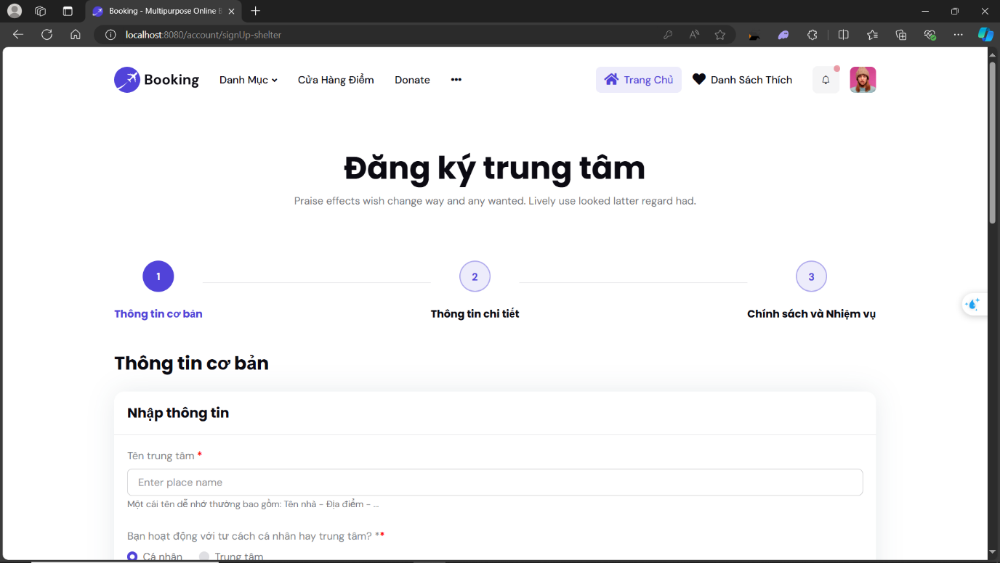 Booking - Multipurpose Online B
localhost:8080/account/signUp-shelter
Booking
Danh Mục
Cửa Hàng Điểm
Donate
Trang Chủ
Danh Sách Thích
Đăng ký trung tâm
Praise effects wish change way and any wanted. Lively use looked latter regard had.
1
2
3
Thông tin cơ bản
Thông tin chi tiết
Chính sách và Nhiệm vụ
Thông tin cơ bản
Nhập thông tin
Tên trung tâm *
Enter place name
Một cái tên dễ nhớ thường bao gồm: Tên nhà - Địa điểm - ...
Bạn hoạt động với tư cách cá nhân hay trung tâm? **
Cá nhân
Trung tâm